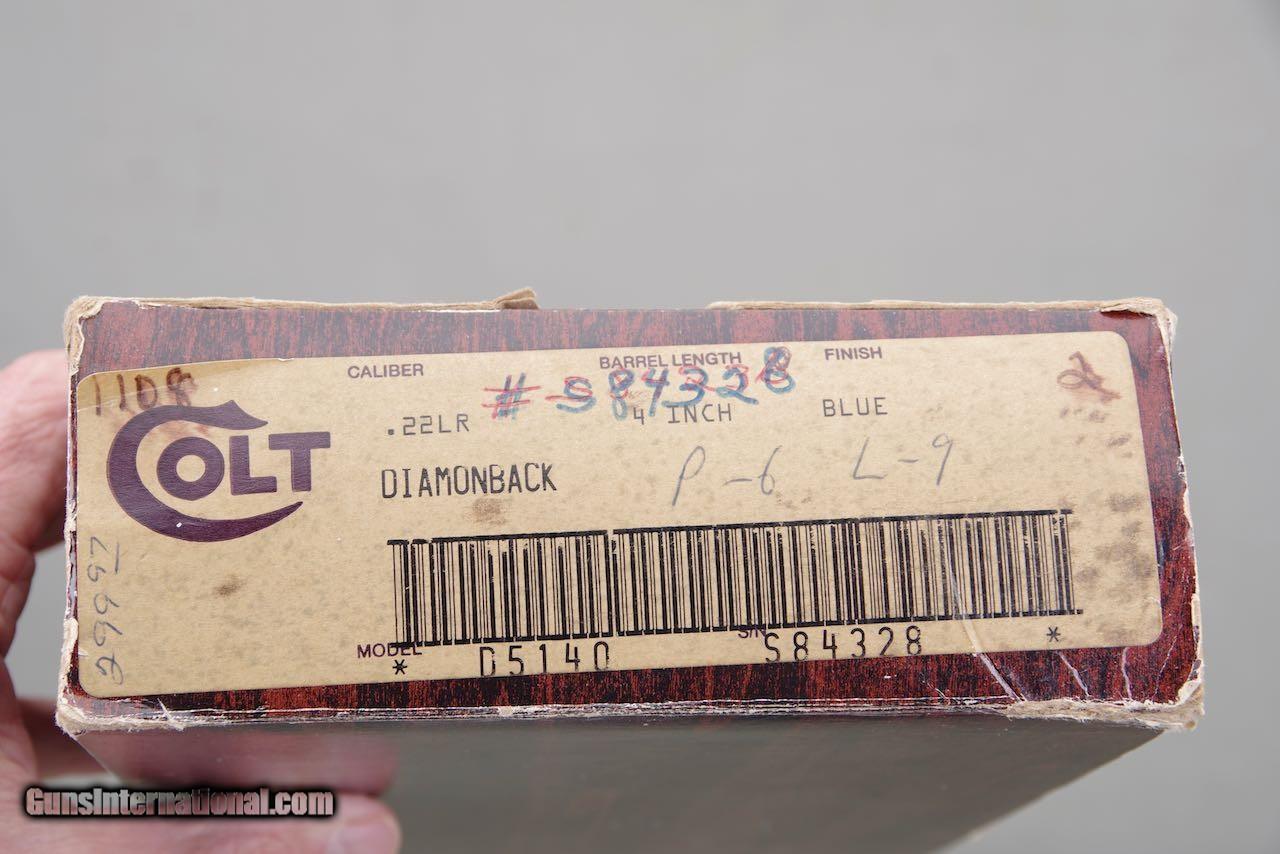 CALIBER BARREL LENGTH FINISH
1108 # S84328 2
.22LR 4 INCH BLUE
COLT
DIAMONBACK P-6 L-9
MODEL S/N
* D5140 S84328 *
GunsInternational.com